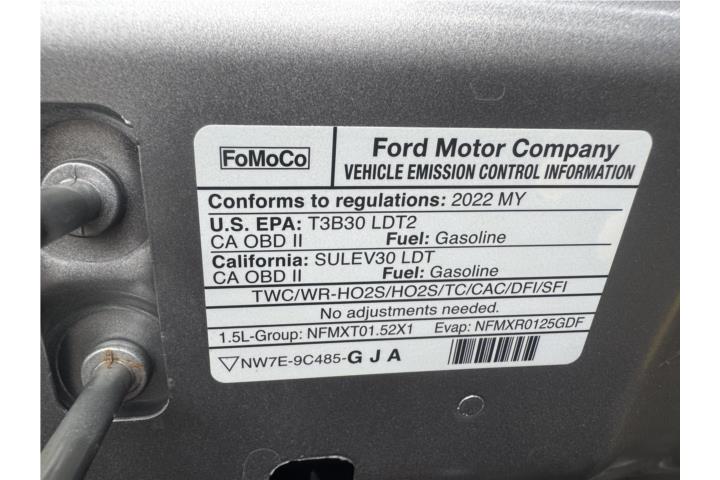 FoMoCo
Ford Motor Company
VEHICLE EMISSION CONTROL INFORMATION
Conforms to regulations: 2022 MY
U.S. EPA: T3B30 LDT2
CA OBD II Fuel: Gasoline
California: SULEV30 LDT
CA OBD II Fuel: Gasoline
TWC/WR-HO2S/HO2S/TC/CAC/DFI/SFI
No adjustments needed.
1.5L-Group: NFMXT01.52X1 Evap: NFMXR0125GDF
NW7E-9C485-G J A